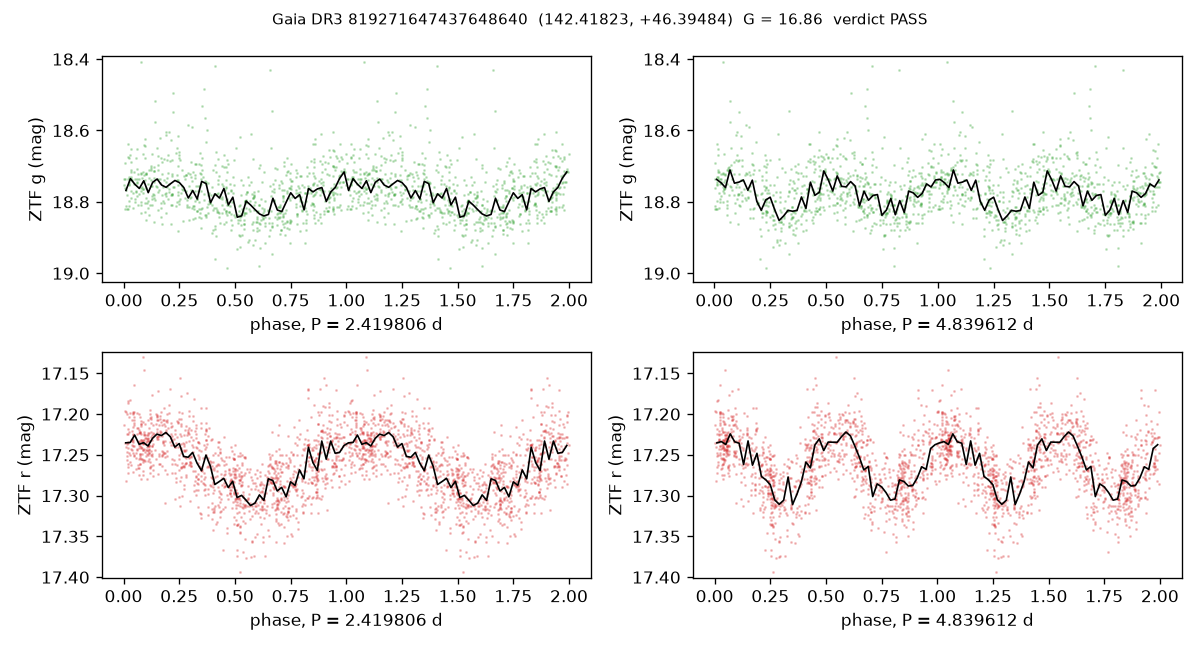 Gaia DR3 819271647437648640 (142.41823, +46.39484) G = 16.86 verdict PASS
ZTF g (mag)
18.4
18.6
18.8
19.0
0.00 0.25 0.50 0.75 1.00 1.25 1.50 1.75 2.00
phase, P = 2.419806 d
ZTF g (mag)
18.4
18.6
18.8
19.0
0.00 0.25 0.50 0.75 1.00 1.25 1.50 1.75 2.00
phase, P = 4.839612 d
ZTF r (mag)
17.15
17.20
17.25
17.30
17.35
17.40
0.00 0.25 0.50 0.75 1.00 1.25 1.50 1.75 2.00
phase, P = 2.419806 d
ZTF r (mag)
17.15
17.20
17.25
17.30
17.35
17.40
0.00 0.25 0.50 0.75 1.00 1.25 1.50 1.75 2.00
phase, P = 4.839612 d